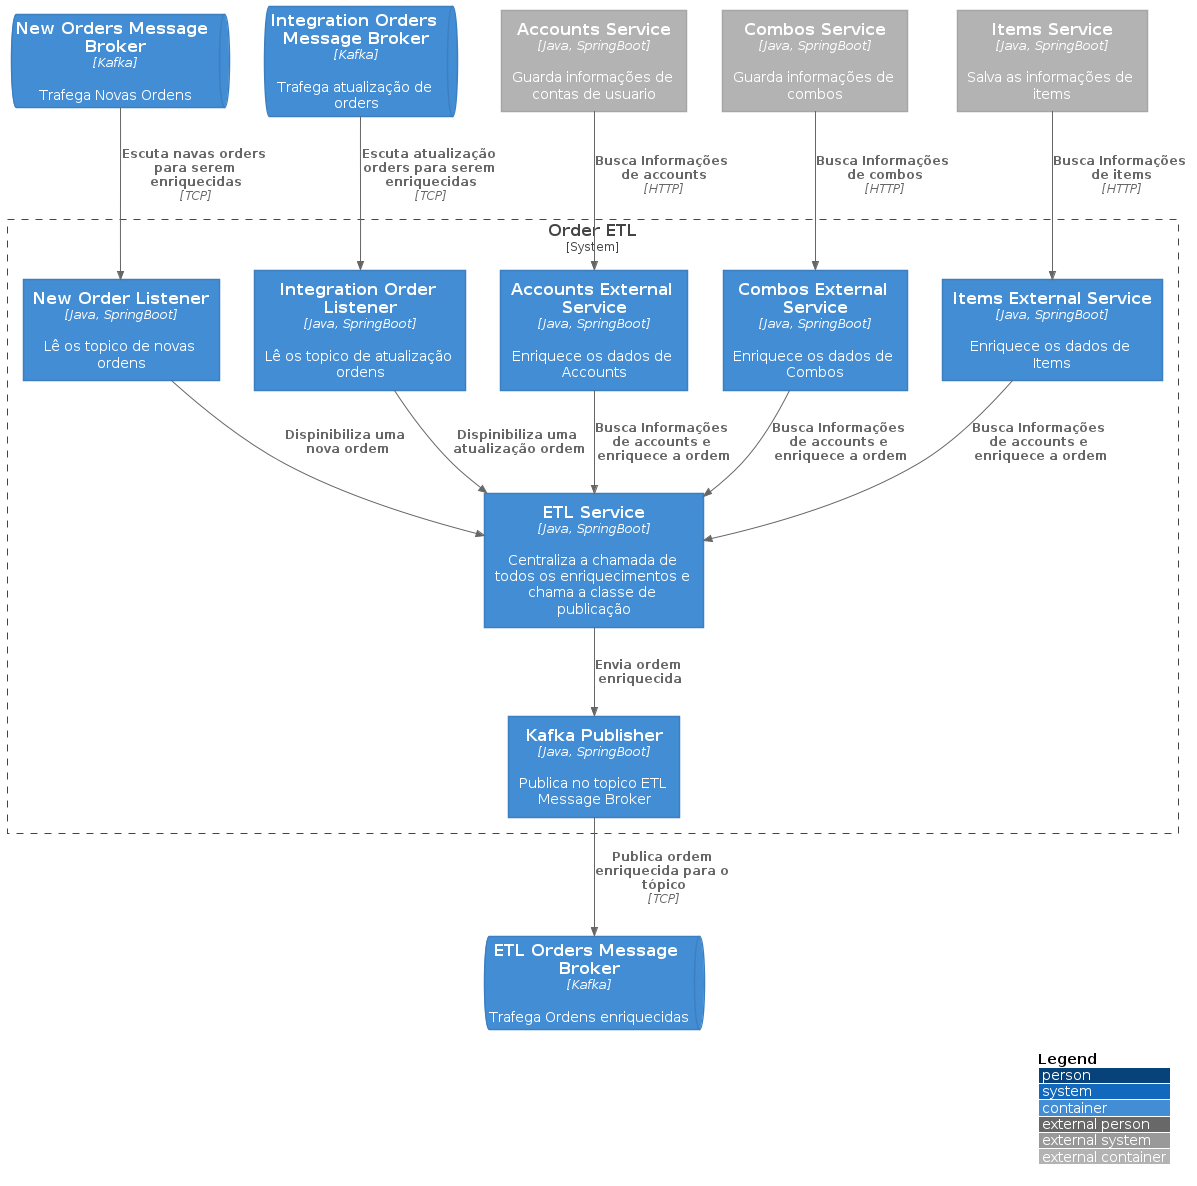 New Orders Message
Broker
[Kafka]
Trafega Novas Ordens
Integration Orders
Message Broker
[Kafka]
Trafega atualização de
orders
Accounts Service
[Java, SpringBoot]
Guarda informações de
contas de usuario
Combos Service
[Java, SpringBoot]
Guarda informações de
combos
Items Service
[Java, SpringBoot]
Salva as informações de
items
Escuta navas orders
para serem
enriquecidas
[TCP]
Escuta atualização
orders para serem
enriquecidas
[TCP]
Busca Informações
de accounts
[HTTP]
Busca Informações
de combos
[HTTP]
Busca Informações
de items
[HTTP]
Order ETL
[System]
New Order Listener
[Java, SpringBoot]
Lê os topico de novas
ordens
Integration Order
Listener
[Java, SpringBoot]
Lê os topico de atualização
ordens
Accounts External
Service
[Java, SpringBoot]
Enriquece os dados de
Accounts
Combos External
Service
[Java, SpringBoot]
Enriquece os dados de
Combos
Items External Service
[Java, SpringBoot]
Enriquece os dados de
Items
Dispinibiliza uma
nova ordem
Dispinibiliza uma
atualização ordem
Busca Informações
de accounts e
enriquece a ordem
Busca Informações
de accounts e
enriquece a ordem
Busca Informações
de accounts e
enriquece a ordem
ETL Service
[Java, SpringBoot]
Centraliza a chamada de
todos os enriquecimentos e
chama a classe de
publicação
Envia ordem
enriquecida
Kafka Publisher
[Java, SpringBoot]
Publica no topico ETL
Message Broker
Publica ordem
enriquecida para o
tópico
[TCP]
ETL Orders Message
Broker
[Kafka]
Trafega Ordens enriquecidas
Legend
person
system
container
external person
external system
external container